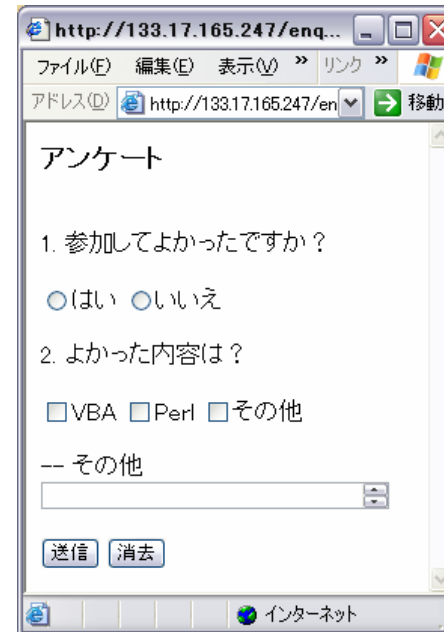 http://133.17.165.247/enq...
ファイル(F) 編集(E) 表示(V) » リンク »
アドレス(D) http://133.17.165.247/en 移動
アンケート
1. 参加してよかったですか？
はい いいえ
2. よかった内容は？
VBA Perl その他
-- その他
送信 消去
インターネット